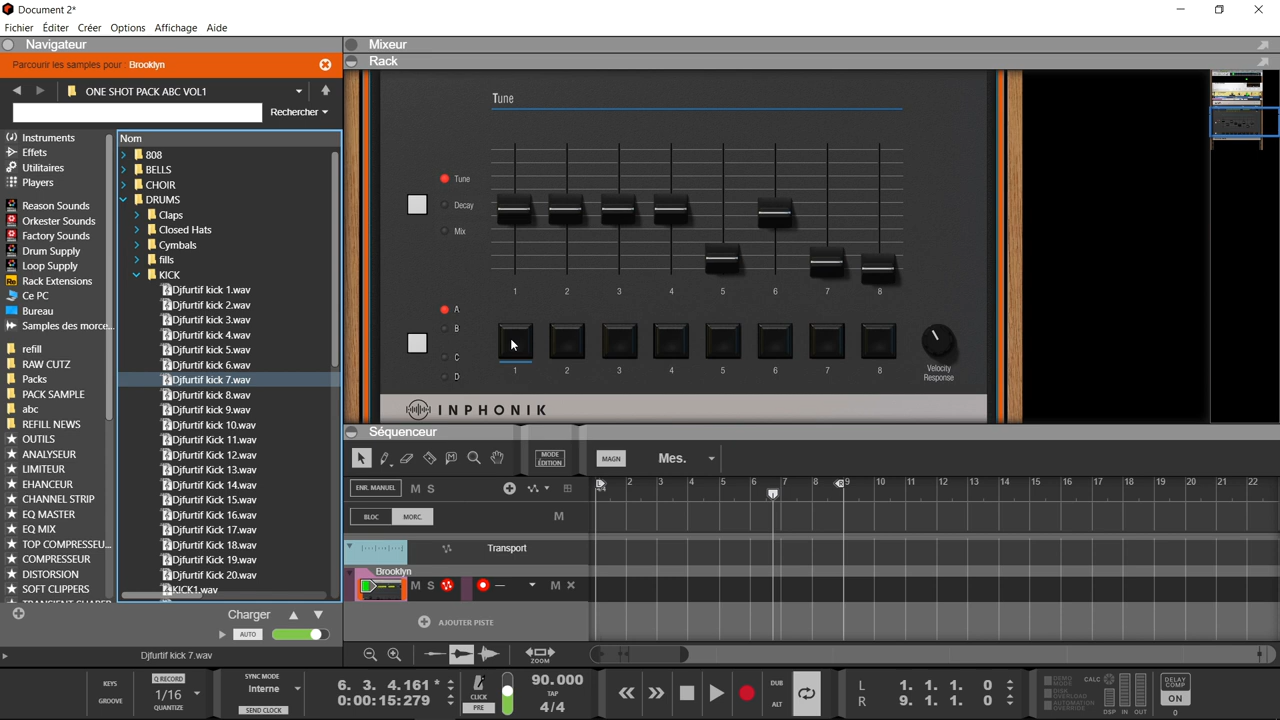 Document 2*
Fichier Éditer Créer Options Affichage Aide
Navigateur
Parcourir les samples pour : Brooklyn
ONE SHOT PACK ABC VOL1
Rechercher
Instruments
Effets
Utilitaires
Players
Reason Sounds
Orkester Sounds
Factory Sounds
Drum Supply
Loop Supply
Rack Extensions
Ce PC
Bureau
Samples des morce...
refill
RAW CUTZ
Packs
PACK SAMPLE
abc
REFILL NEWS
OUTILS
ANALYSEUR
LIMITEUR
EHANCEUR
CHANNEL STRIP
EQ MASTER
EQ MIX
TOP COMPRESSEU...
COMPRESSEUR
DISTORSION
SOFT CLIPPERS
Nom
808
BELLS
CHOIR
DRUMS
Claps
Closed Hats
Cymbals
fills
KICK
Djfurtif kick 1.wav
Djfurtif kick 2.wav
Djfurtif kick 3.wav
Djfurtif kick 4.wav
Djfurtif kick 5.wav
Djfurtif kick 6.wav
Djfurtif kick 7.wav
Djfurtif kick 8.wav
Djfurtif kick 9.wav
Djfurtif Kick 10.wav
Djfurtif Kick 11.wav
Djfurtif Kick 12.wav
Djfurtif Kick 13.wav
Djfurtif Kick 14.wav
Djfurtif Kick 15.wav
Djfurtif Kick 16.wav
Djfurtif Kick 17.wav
Djfurtif Kick 18.wav
Djfurtif Kick 19.wav
Djfurtif Kick 20.wav
KICK1.wav
Charger
AUTO
Djfurtif kick 7.wav
Mixeur
Rack
Tune
Tune
Decay
Mix
1 2 3 4 5 6 7 8
A
B
C
D
1 2 3 4 5 6 7 8
Velocity
Response
INPHONIK
Séquenceur
MODE
ÉDITION
MAGN
Mes.
ENR. MANUEL M S
BLOC MORC. M
2 3 4 5 6 7 8 9 10 11 12 13 14 15 16 17 18 19 20 21 22
Transport
Brooklyn
M S M
AJOUTER PISTE
ZOOM
KEYS
GROOVE
Q RECORD
1/16
QUANTIZE
SYNC MODE
Interne
SEND CLOCK
6. 3. 4.161 *
0:00:15:279
CLICK
PRE
90.000
TAP
4/4
DUB
ALT
L 1. 1. 1. 0
R 9. 1. 1. 0
DEMO
MODE
DISK
OVERLOAD
AUTOMATION
OVERRIDE
CALC
DSP IN OUT
DELAY
COMP
ON
0